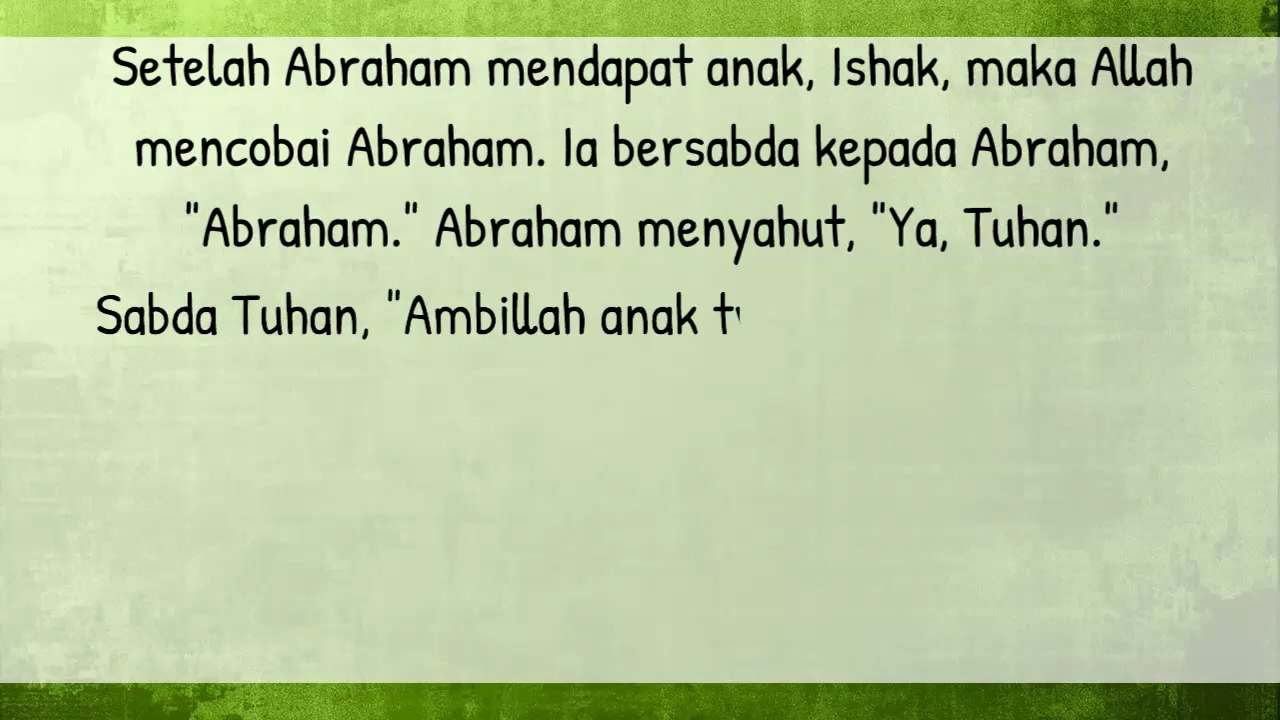 Setelah Abraham mendapat anak, Ishak, maka Allah
mencobai Abraham. Ia bersabda kepada Abraham,
"Abraham." Abraham menyahut, "Ya, Tuhan."
Sabda Tuhan, "Ambillah anak